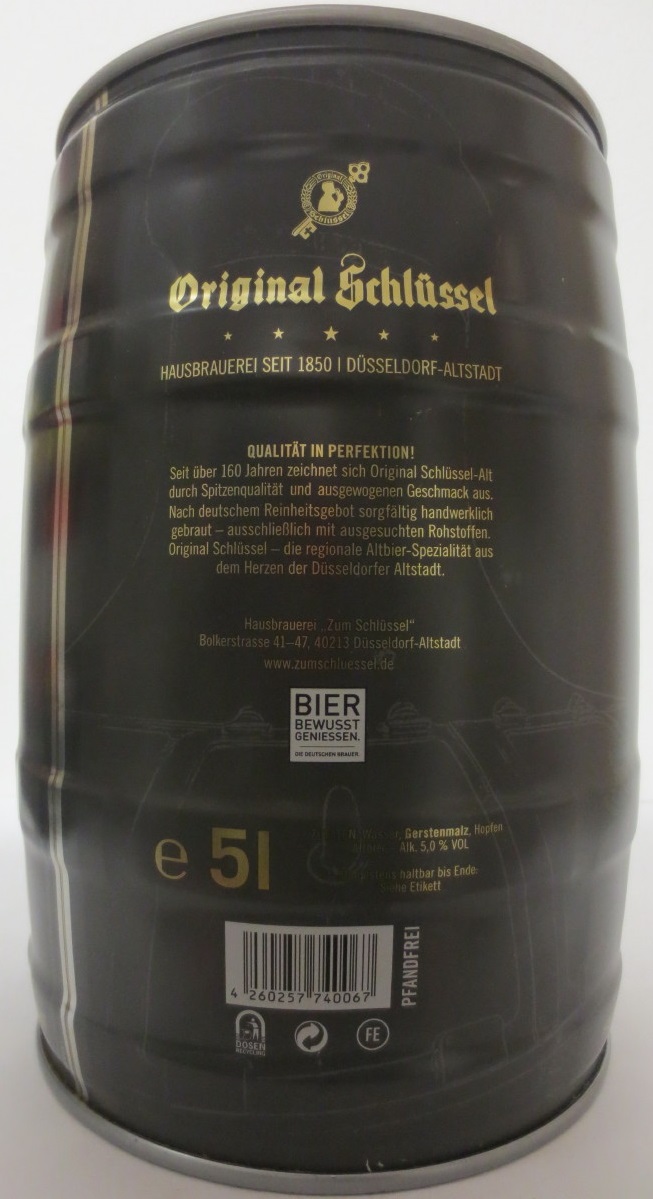 Original
Schlüssel
Original Schlüssel
HAUSBRAUEREI SEIT 1850 | DÜSSELDORF-ALTSTADT
QUALITÄT IN PERFEKTION!
Seit über 160 Jahren zeichnet sich Original Schlüssel-Alt
durch Spitzenqualität und ausgewogenen Geschmack aus.
Nach deutschem Reinheitsgebot sorgfältig handwerklich
gebraut – ausschließlich mit ausgesuchten Rohstoffen.
Original Schlüssel – die regionale Altbier-Spezialität aus
dem Herzen der Düsseldorfer Altstadt.
Hausbrauerei „Zum Schlüssel“
Bolkerstrasse 41–47, 40213 Düsseldorf-Altstadt
www.zumschluessel.de
BIER
BEWUSST
GENIESSEN.
DIE DEUTSCHEN BRAUER.
e 5l
Gerstenmalz, Hopfen
Alk. 5,0 % VOL
haltbar bis Ende:
Siehe Etikett
4 260257 740067
PFANDFREI
DOSEN
RECYCLING
FE